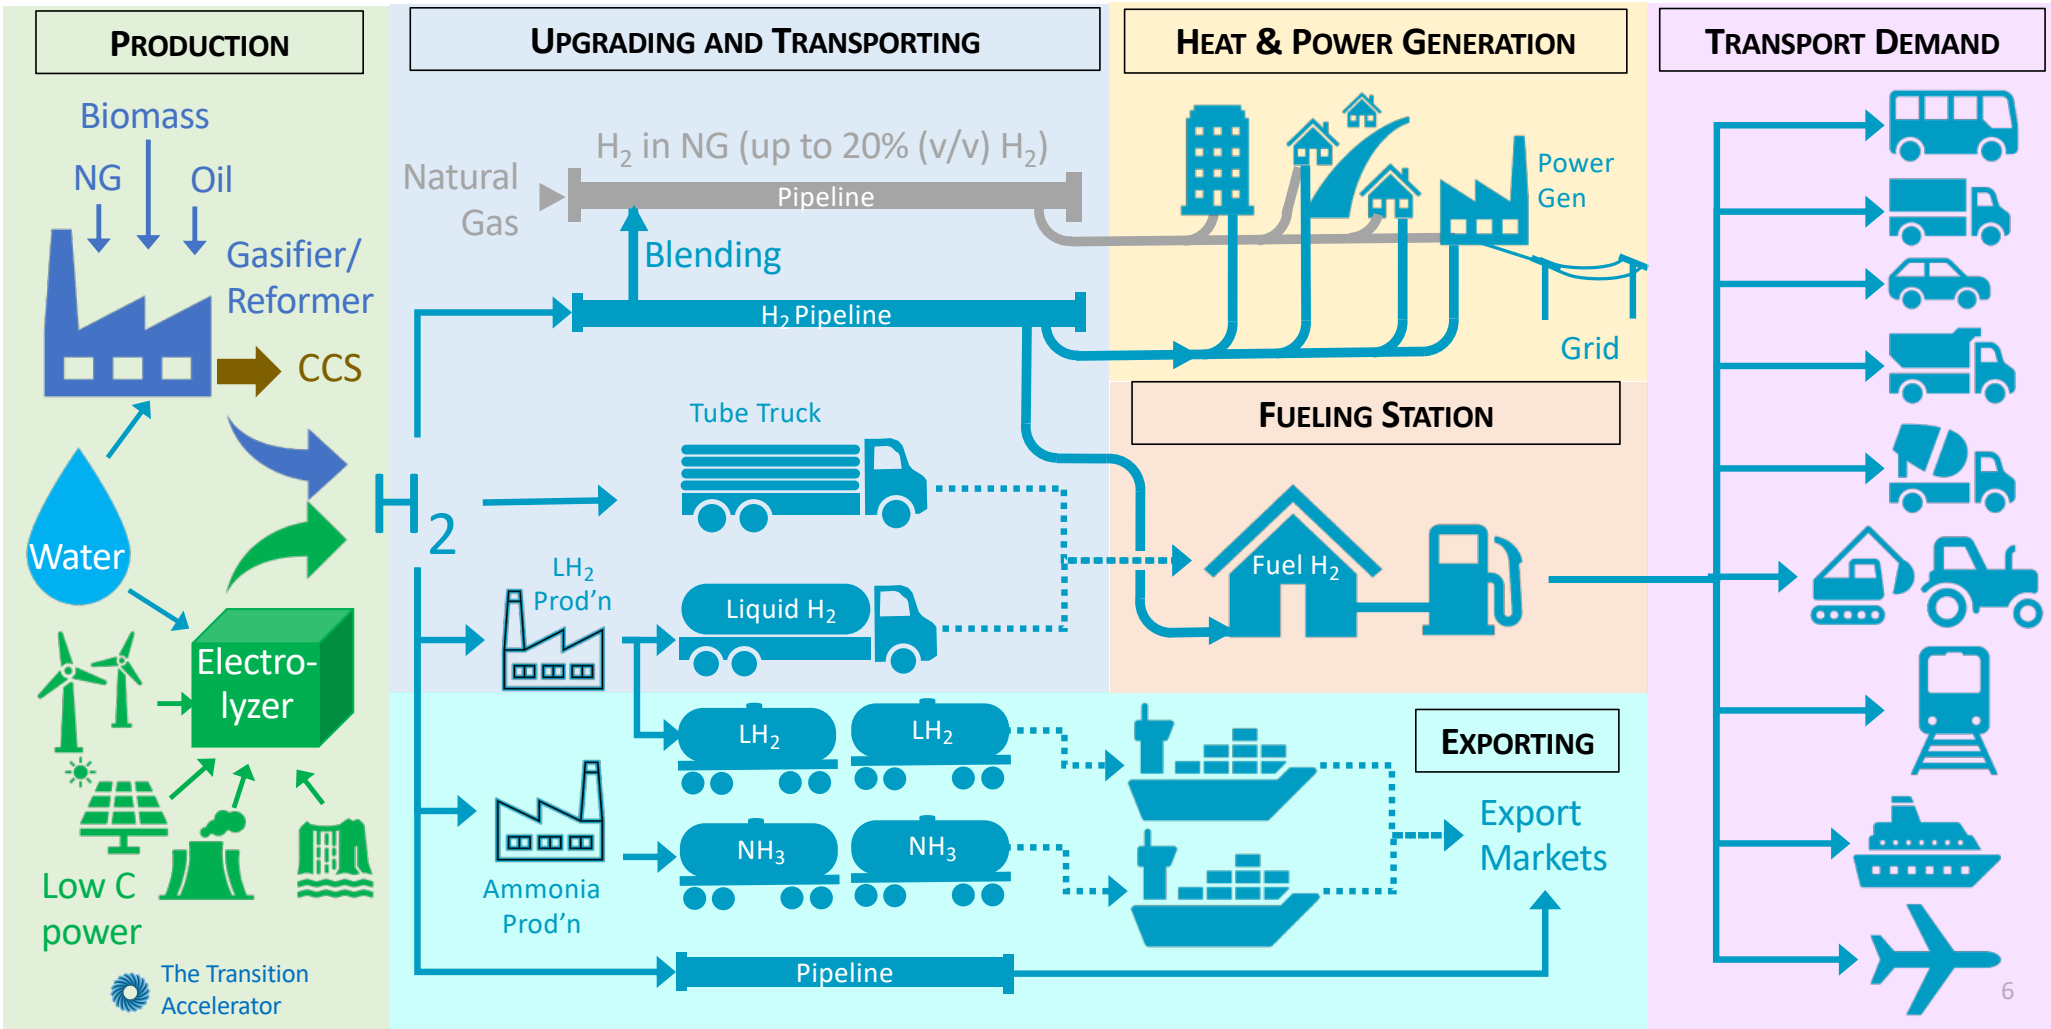 PRODUCTION
Biomass
NG
Oil
Gasifier/
Reformer
CCS
Water
Electro-
lyzer
Low C
power
The Transition
Accelerator
H2
UPGRADING AND TRANSPORTING
H2 in NG (up to 20% (v/v) H2)
Natural
Gas
Pipeline
Blending
H2 Pipeline
Tube Truck
LH2
Prod'n
Liquid H2
LH2
LH2
NH3
NH3
Ammonia
Prod'n
Pipeline
HEAT & POWER GENERATION
Power
Gen
Grid
FUELING STATION
Fuel H2
EXPORTING
Export
Markets
TRANSPORT DEMAND
6